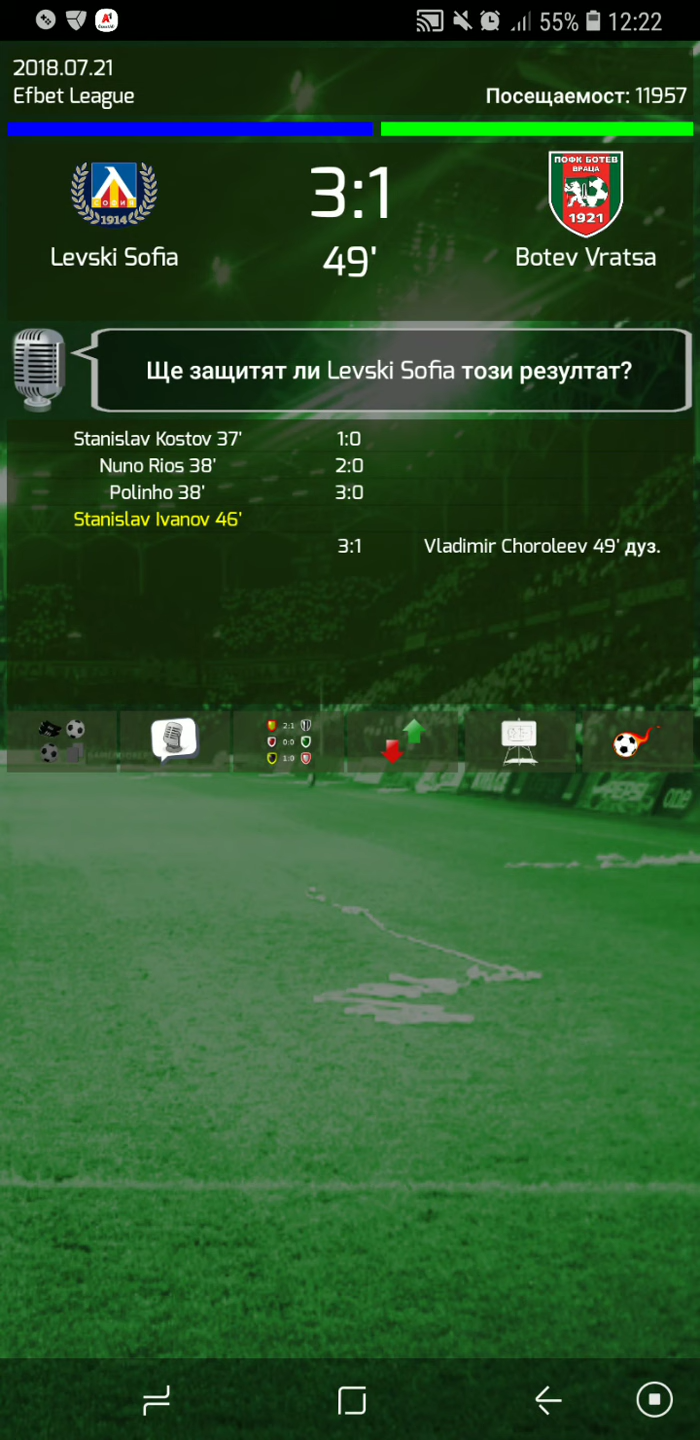 55% 12:22
2018.07.21
Efbet League
Посещаемост: 11957
СОФИЯ
1914
ПОФК БОТЕВ
ВРАЦА
1921
3:1
Levski Sofia
49'
Botev Vratsa
Ще защитят ли Levski Sofia този резултат?
Stanislav Kostov 37' 1:0
Nuno Rios 38' 2:0
Polinho 38' 3:0
Stanislav Ivanov 46'
3:1 Vladimir Choroleev 49' дуз.
2:1
0:0
1:0
PEPSI